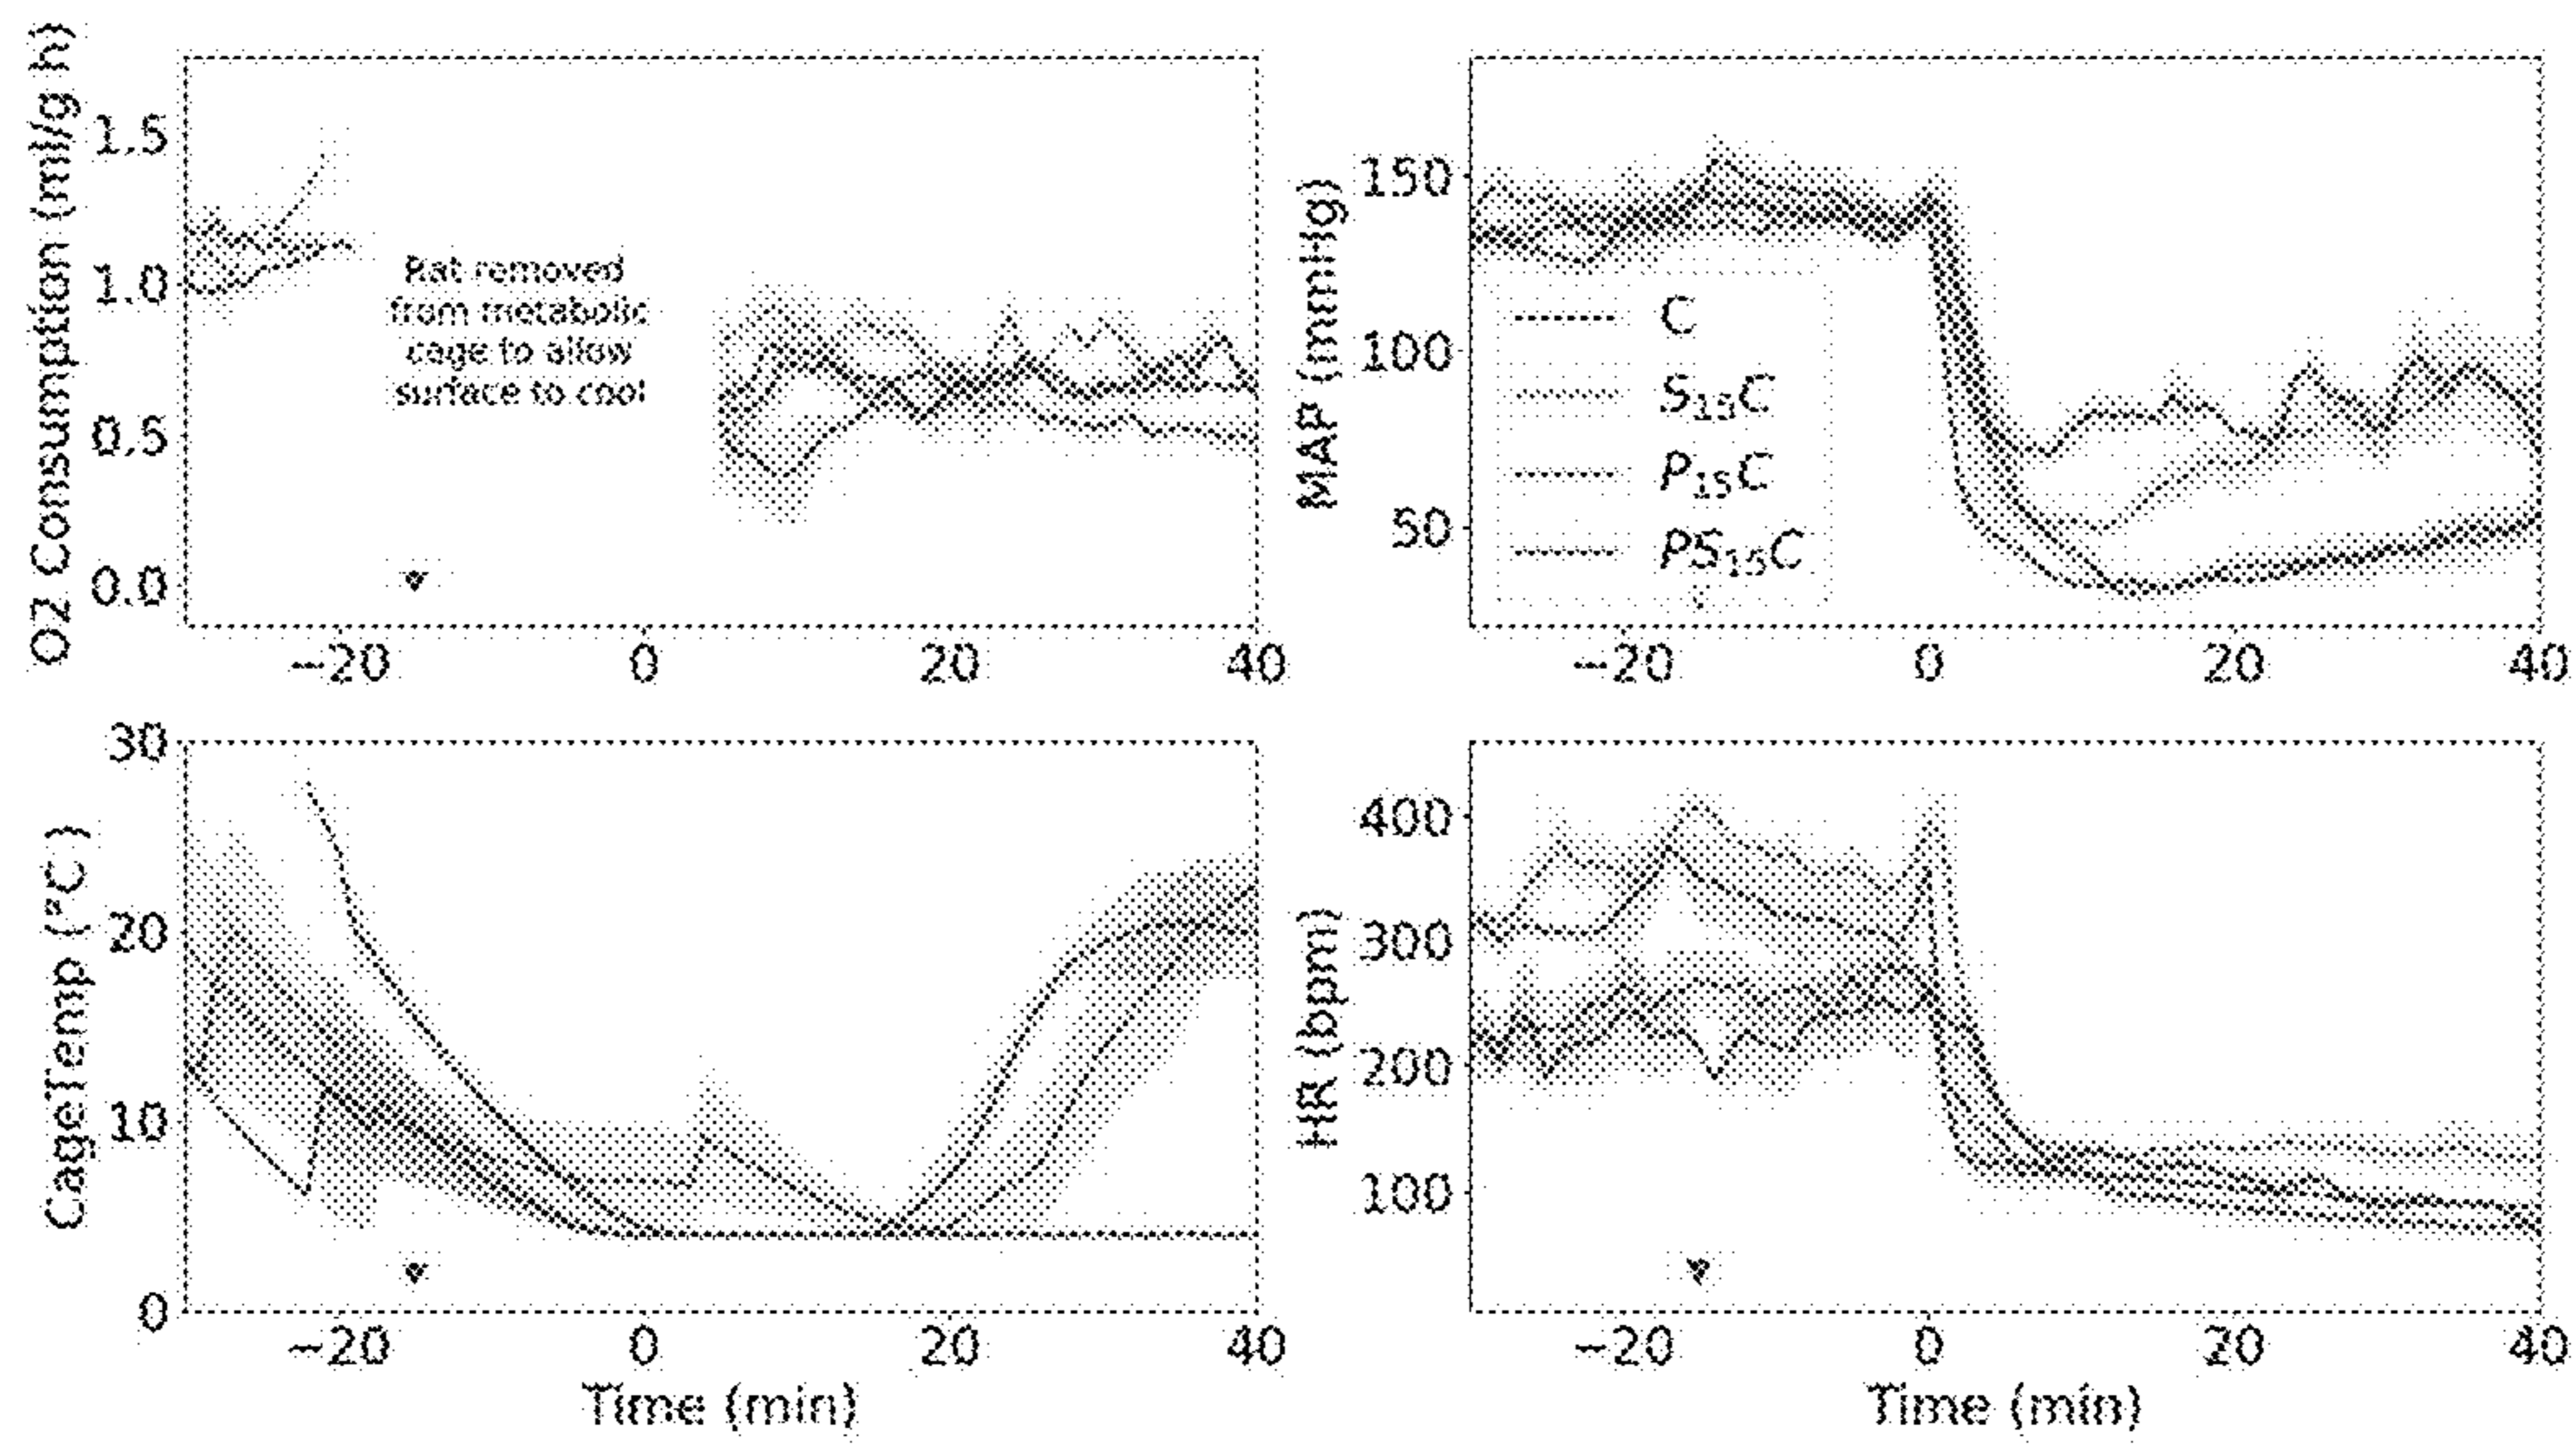 O2 Consumption (ml/g h)
1.5
1.0
0.5
0.0
Rat removed
from metabolic
cage to allow
surface to cool
−20 0 20 40
MAP (mmHg)
150
100
50
C
S₁₅C
P₁₅C
PS₁₅C
−20 0 20 40
CageTemp (°C)
30
20
10
0
−20 0 20 40
Time (min)
HR (bpm)
400
300
200
100
−20 0 20 40
Time (min)